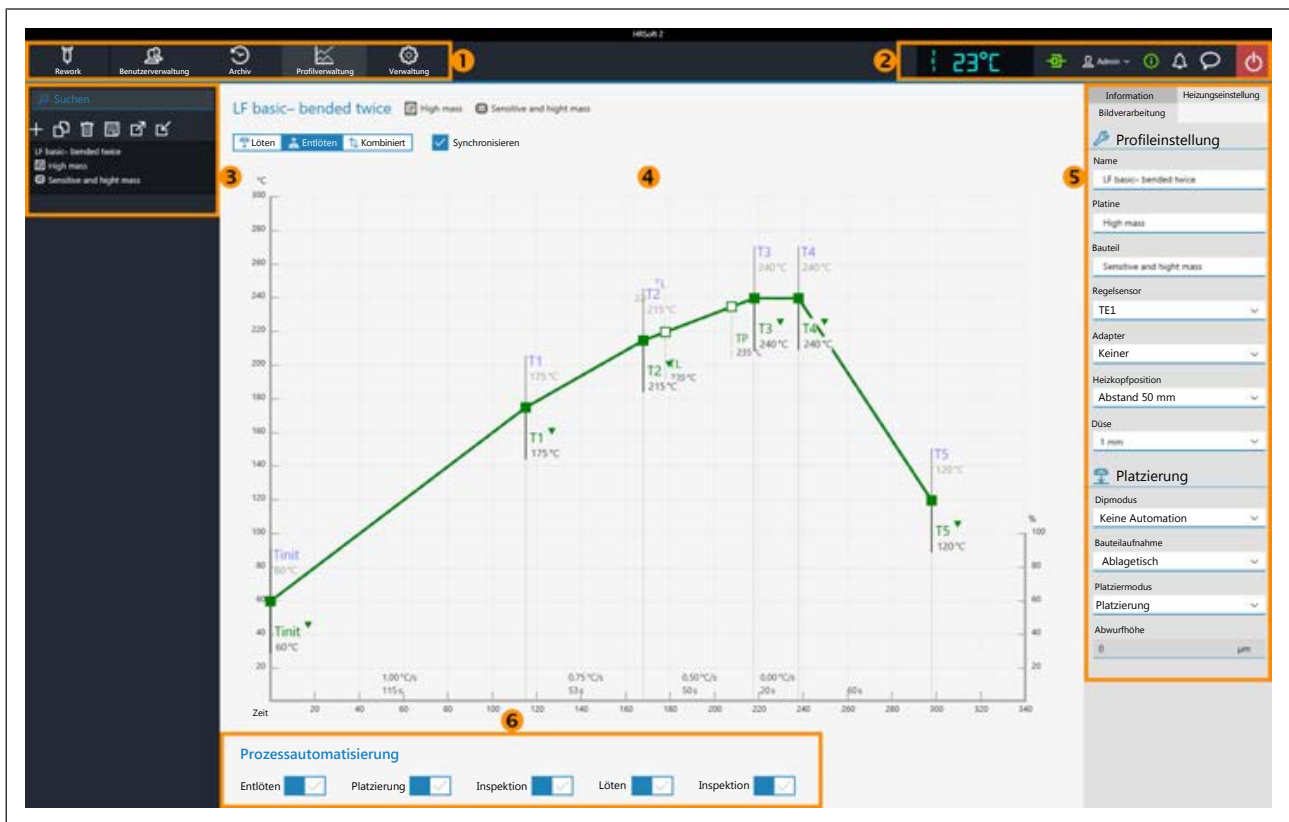 HRSoft 2
Rework Benutzerverwaltung Archiv Profilverwaltung Verwaltung 1
2 23°C Admin
Suchen
LF basic– bended twice
High mass
Sensitive and hight mass
3
LF basic– bended twice High mass Sensitive and hight mass
Löten Entlöten Kombiniert Synchronisieren
4
°C
300
280
260
240
220
200
180
160
140
120
100
80
60
40
20
Tinit
60°C
Tinit
60°C
T1
175°C
T1
175°C
TL
T2
215°C
T2
215°C
TL
TP
235°C
T3
240°C
T3
240°C
T4
240°C
T4
240°C
T5
120°C
T5
120°C
%
100
80
60
40
20
1.00°C/s 0.75°C/s 0.50°C/s 0.00°C/s
115s 53s 50s 20s 60s
Zeit 20 40 60 80 100 120 140 160 180 200 220 240 260 280 300 320 340
6
Prozessautomatisierung
Entlöten Platzierung Inspektion Löten Inspektion
5
Information Heizungseinstellung
Bildverarbeitung
Profileinstellung
Name
LF basic– bended twice
Platine
High mass
Bauteil
Sensitive and hight mass
Regelsensor
TE1
Adapter
Keiner
Heizkopfposition
Abstand 50 mm
Düse
1 mm
Platzierung
Dipmodus
Keine Automation
Bauteilaufnahme
Ablagetisch
Platziermodus
Platzierung
Abwurfhöhe
0 µm